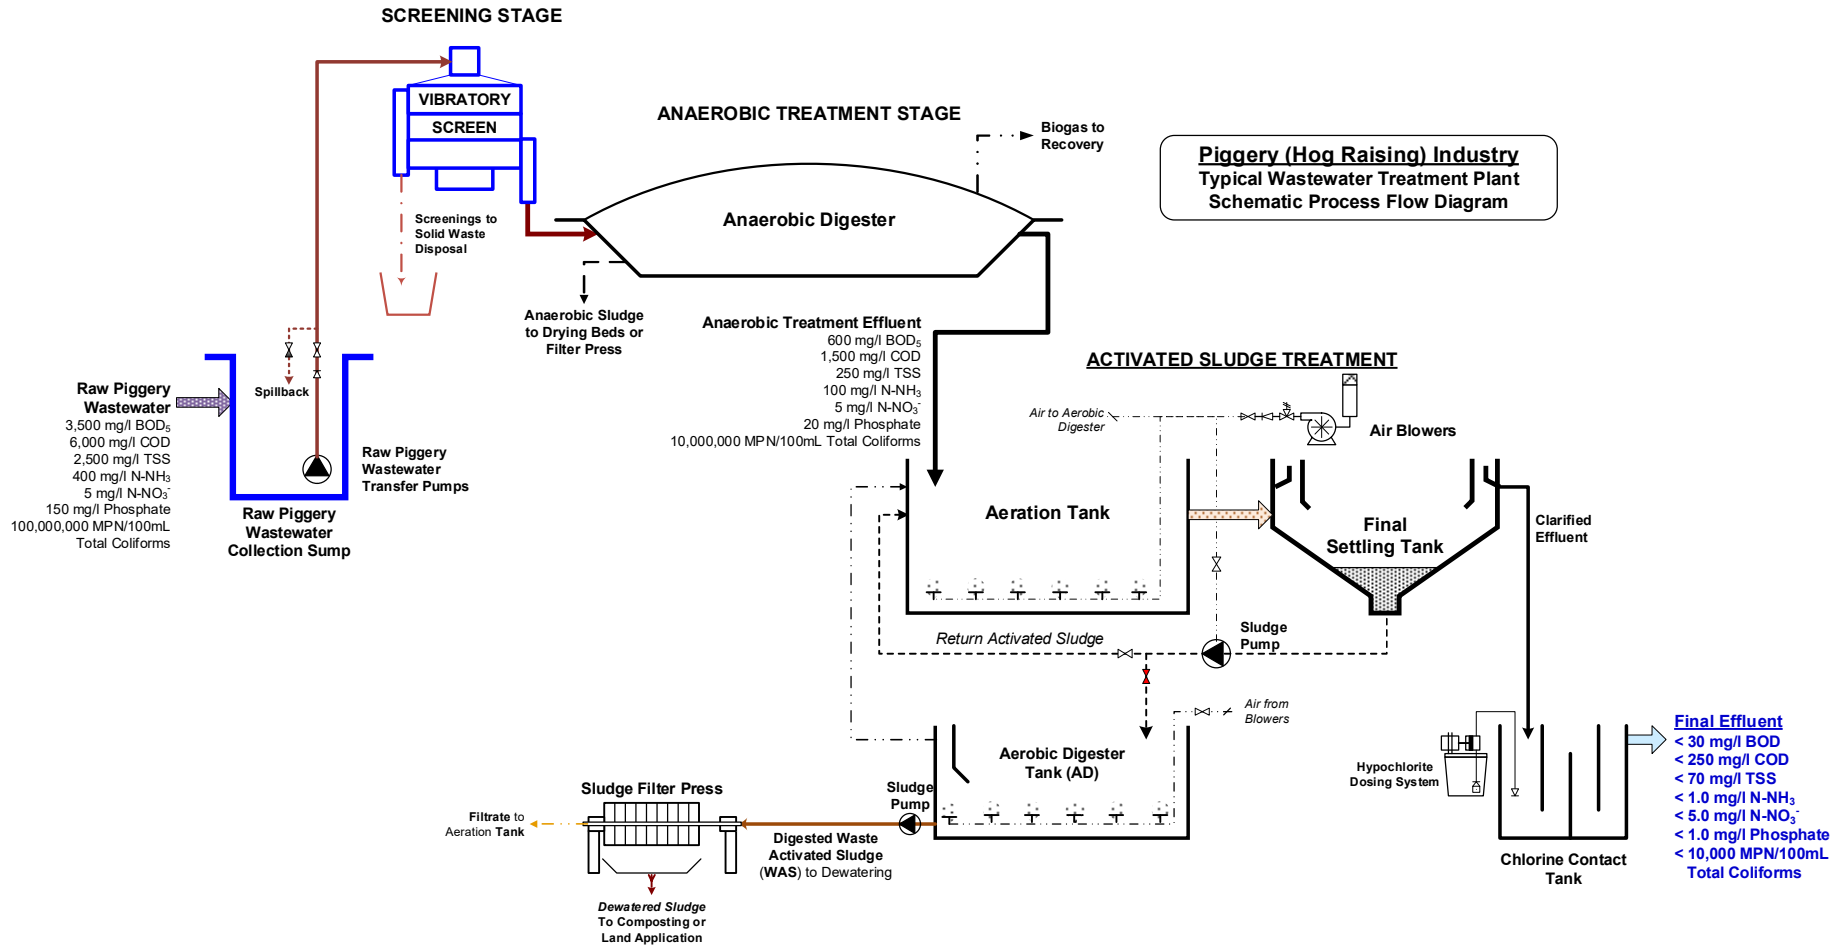 SCREENING STAGE
VIBRATORY
SCREEN
Screenings to
Solid Waste
Disposal
ANAEROBIC TREATMENT STAGE
Biogas to
Recovery
Anaerobic Digester
Anaerobic Sludge
to Drying Beds or
Filter Press
Piggery (Hog Raising) Industry
Typical Wastewater Treatment Plant
Schematic Process Flow Diagram
Raw Piggery
Wastewater
3,500 mg/l BOD₅
6,000 mg/l COD
2,500 mg/l TSS
400 mg/l N-NH₃
5 mg/l N-NO₃⁻
150 mg/l Phosphate
100,000,000 MPN/100mL
Total Coliforms
Spillback
Raw Piggery
Wastewater
Transfer Pumps
Raw Piggery
Wastewater
Collection Sump
Anaerobic Treatment Effluent
600 mg/l BOD₅
1,500 mg/l COD
250 mg/l TSS
100 mg/l N-NH₃
5 mg/l N-NO₃⁻
20 mg/l Phosphate
10,000,000 MPN/100mL Total Coliforms
ACTIVATED SLUDGE TREATMENT
Air to Aerobic
Digester
Air Blowers
Aeration Tank
Final
Settling Tank
Clarified
Effluent
Return Activated Sludge
Sludge
Pump
Air from
Blowers
Aerobic Digester
Tank (AD)
Sludge
Pump
Sludge Filter Press
Filtrate to
Aeration Tank
Digested Waste
Activated Sludge
(WAS) to Dewatering
Dewatered Sludge
To Composting or
Land Application
Hypochlorite
Dosing System
Chlorine Contact
Tank
Final Effluent
< 30 mg/l BOD
< 250 mg/l COD
< 70 mg/l TSS
< 1.0 mg/l N-NH₃
< 5.0 mg/l N-NO₃⁻
< 1.0 mg/l Phosphate
< 10,000 MPN/100mL
Total Coliforms